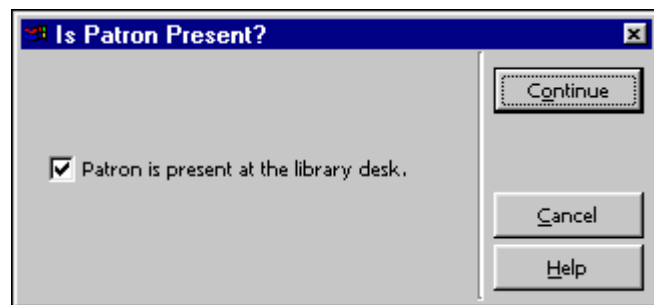 Is Patron Present?
Continue
Patron is present at the library desk.
Cancel
Help